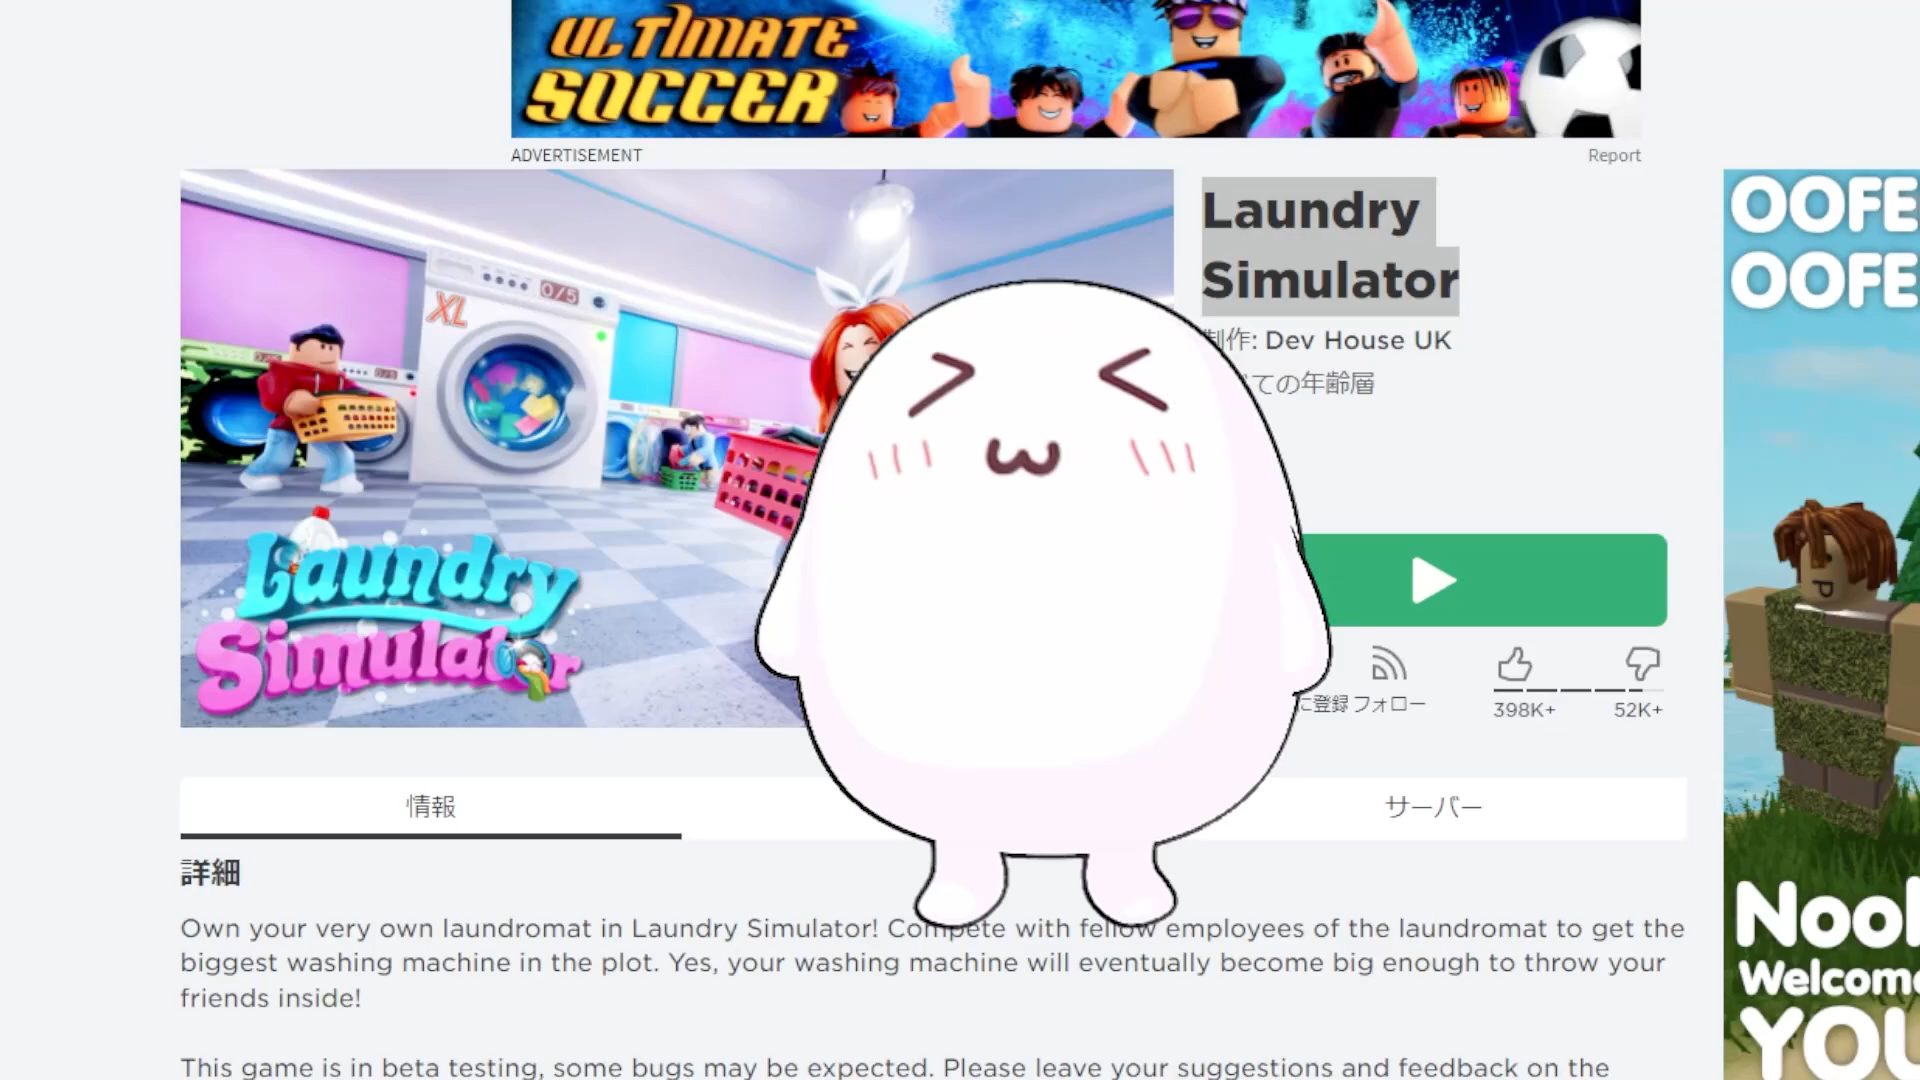 ULTIMATE
SOCCER
ADVERTISEMENT
Report
OOFE
OOFE
Laundry
Simulator
制作: Dev House UK
ての年齢層
XL
0/5
Laundry
Simulator
に登録 フォロー
398K+
52K+
情報
サーバー
詳細
Own your very own laundromat in Laundry Simulator! Compete with fellow employees of the laundromat to get the
biggest washing machine in the plot. Yes, your washing machine will eventually become big enough to throw your
friends inside!
This game is in beta testing, some bugs may be expected. Please leave your suggestions and feedback on the
Noo
Welcome
YOU